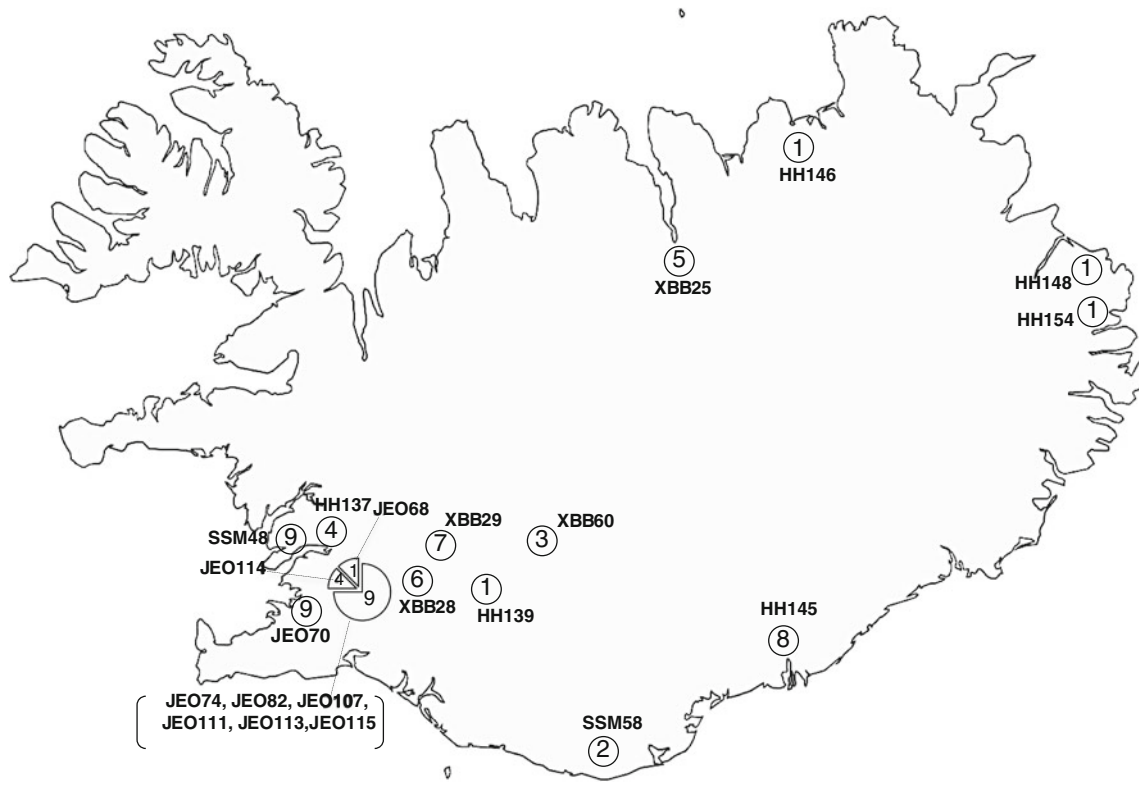 1
HH146
5
XBB25
HH148 1
HH154 1
HH137 JEO68
XBB29
XBB60
SSM48 9
4
7
3
JEO114
4 1
9
6
XBB28
1
HH139
9
JEO70
HH145
8
JEO74, JEO82, JEO107,
JEO111, JEO113,JEO115
SSM58
2